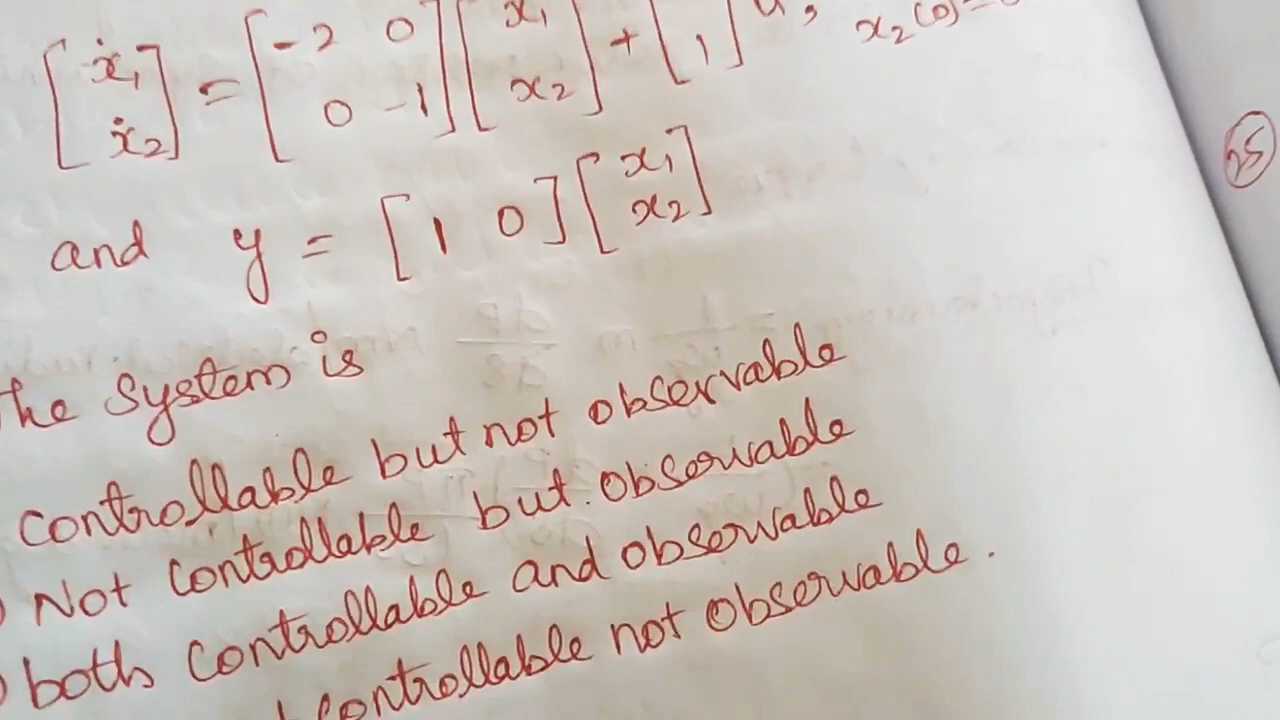 [ẋ₁ ẋ₂] = [-2 0 0 -1] [x₁ x₂] + [ 1] u, x₂(0)=
25
and y = [1 0] [x₁ x₂]
he System is
Controllable but not observable
Not Controllable but observable
both Controllable and observable
Controllable not observable.